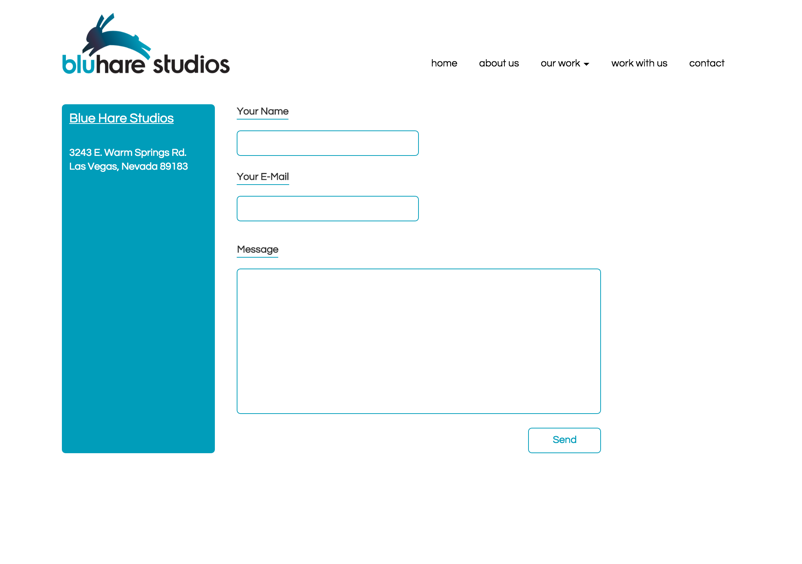 bluhare studios
home about us our work work with us contact
Blue Hare Studios
3243 E. Warm Springs Rd.
Las Vegas, Nevada 89183
Your Name
Your E-Mail
Message
Send